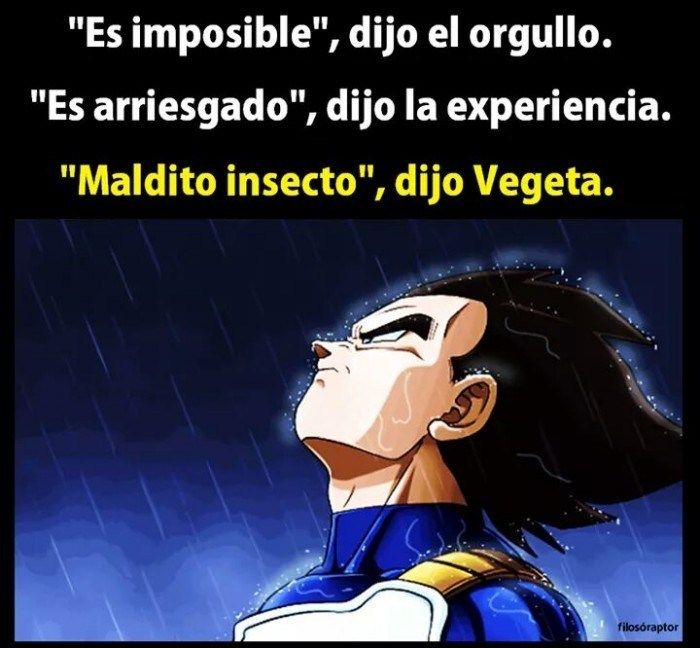 "Es imposible", dijo el orgullo.
"Es arriesgado", dijo la experiencia.
"Maldito insecto", dijo Vegeta.
filosóraptor